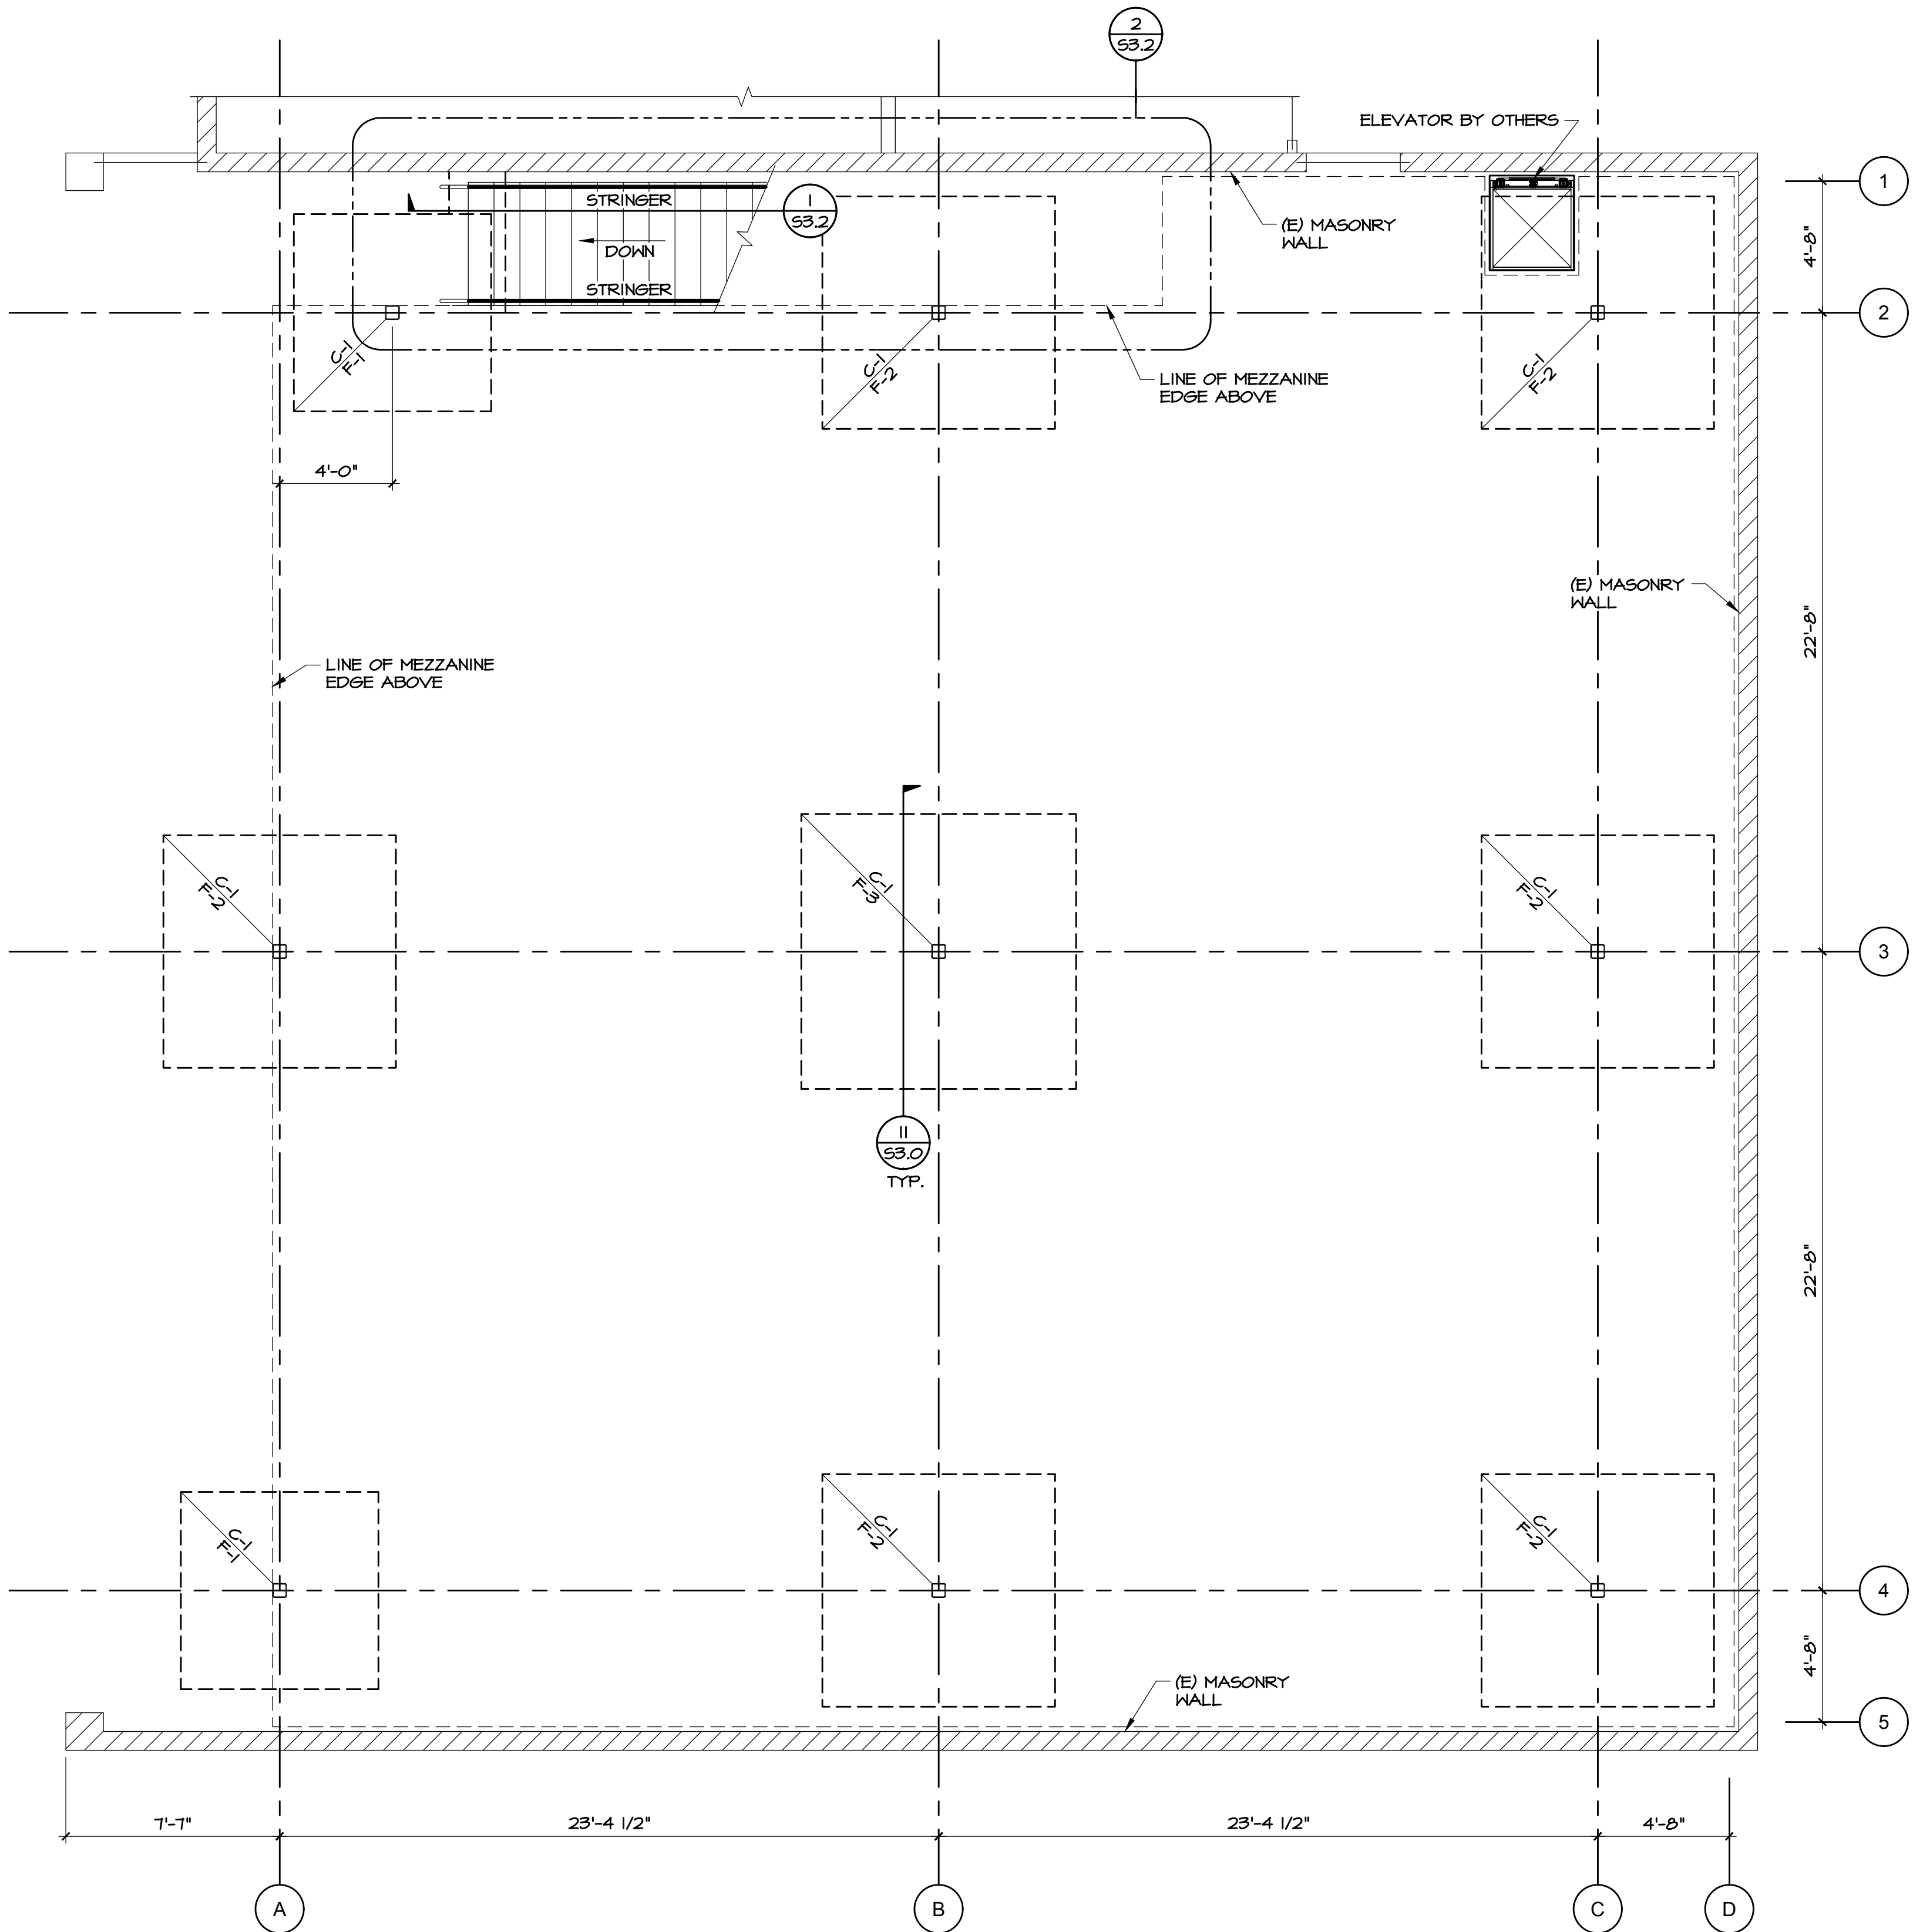 2
S3.2
ELEVATOR BY OTHERS
1
STRINGER
1
S3.2
(E) MASONRY
WALL
4'-8"
DOWN
STRINGER
2
C-1
F-1
C-1
F-2
C-1
F-2
LINE OF MEZZANINE
EDGE ABOVE
4'-0"
(E) MASONRY
WALL
22'-8"
LINE OF MEZZANINE
EDGE ABOVE
C-1
F-2
C-1
F-3
C-1
F-2
3
11
S3.0
TYP.
22'-8"
C-1
F-1
C-1
F-2
C-1
F-2
4
4'-8"
(E) MASONRY
WALL
5
7'-7"
23'-4 1/2"
23'-4 1/2"
4'-8"
A
B
C
D